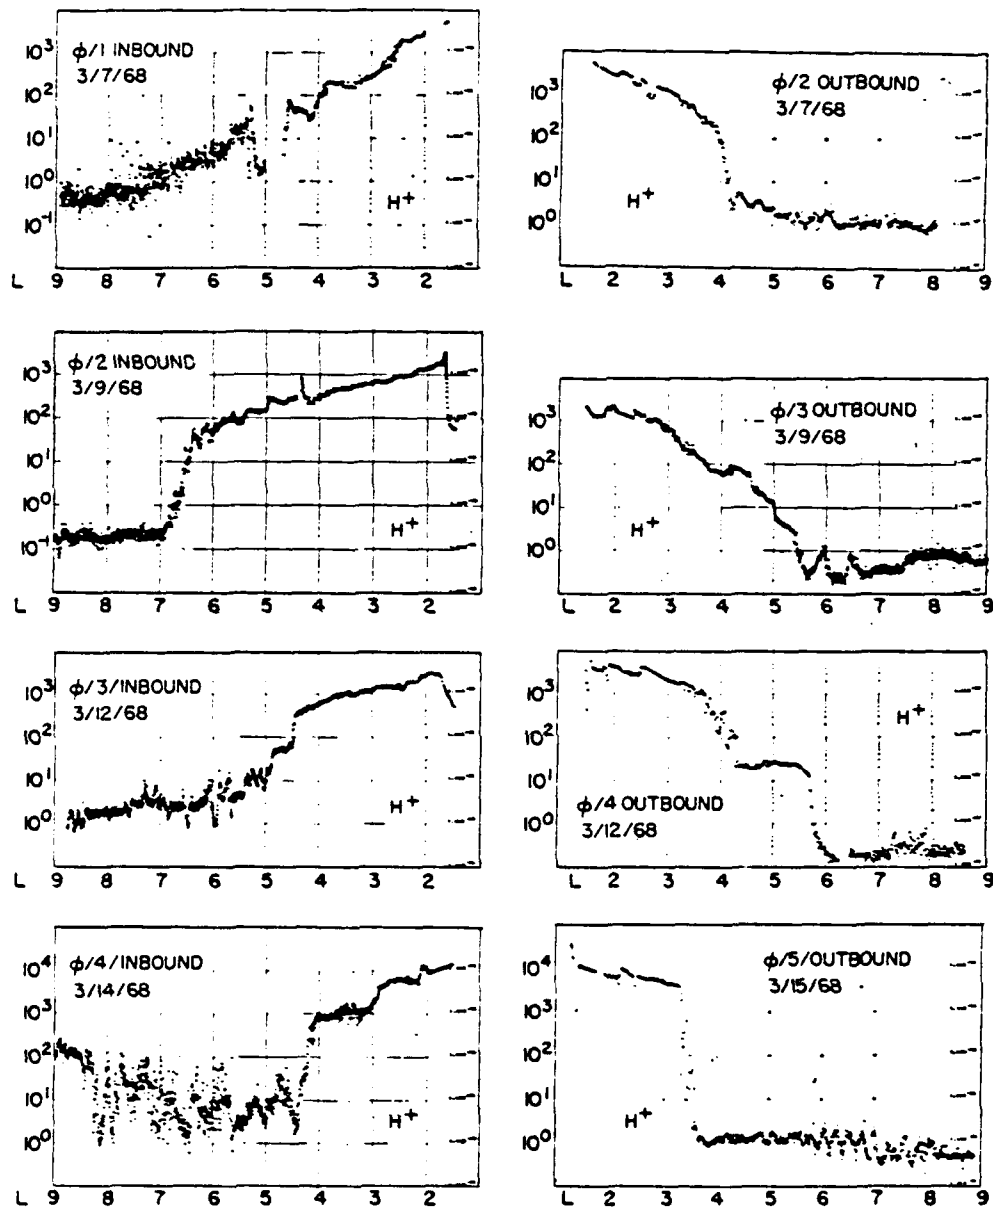 ϕ/1 INBOUND
3/7/68
10³
10²
10¹
10⁰
10⁻¹
H⁺
L 9 8 7 6 5 4 3 2
ϕ/2 OUTBOUND
3/7/68
10³
10²
10¹
10⁰
H⁺
L 2 3 4 5 6 7 8 9
ϕ/2 INBOUND
3/9/68
10³
10²
10¹
10⁰
10⁻¹
H⁺
L 9 8 7 6 5 4 3 2
ϕ/3 OUTBOUND
3/9/68
10³
10²
10¹
10⁰
H⁺
L 2 3 4 5 6 7 8 9
ϕ/3/INBOUND
3/12/68
10³
10²
10¹
10⁰
H⁺
L 9 8 7 6 5 4 3 2
ϕ/4 OUTBOUND
3/12/68
10³
10²
10¹
10⁰
H⁺
L 2 3 4 5 6 7 8 9
ϕ/4/INBOUND
3/14/68
10⁴
10³
10²
10¹
10⁰
H⁺
L 9 8 7 6 5 4 3 2
ϕ/5/OUTBOUND
3/15/68
10⁴
10³
10²
10¹
10⁰
H⁺
L 2 3 4 5 6 7 8 9